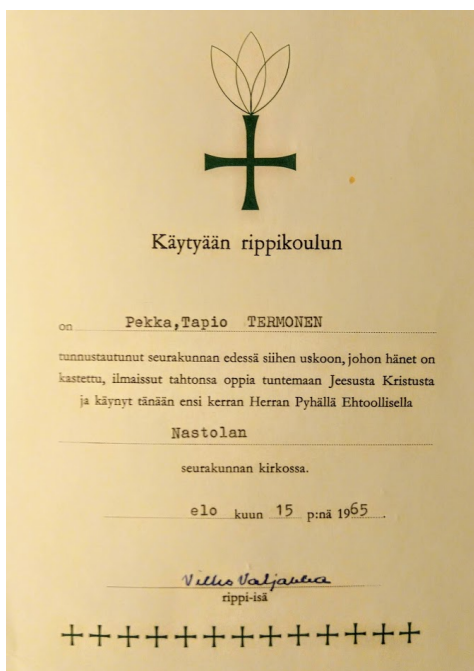 Käytyään rippikoulun
on Pekka,Tapio TERMONEN
tunnustautunut seurakunnan edessä siihen uskoon, johon hänet on
kastettu, ilmaissut tahtonsa oppia tuntemaan Jeesusta Kristusta
ja käynyt tänään ensi kerran Herran Pyhällä Ehtoollisella
Nastolan
seurakunnan kirkossa.
elo kuun 15 p:nä 1965.
Vilho Valjakka
rippi-isä